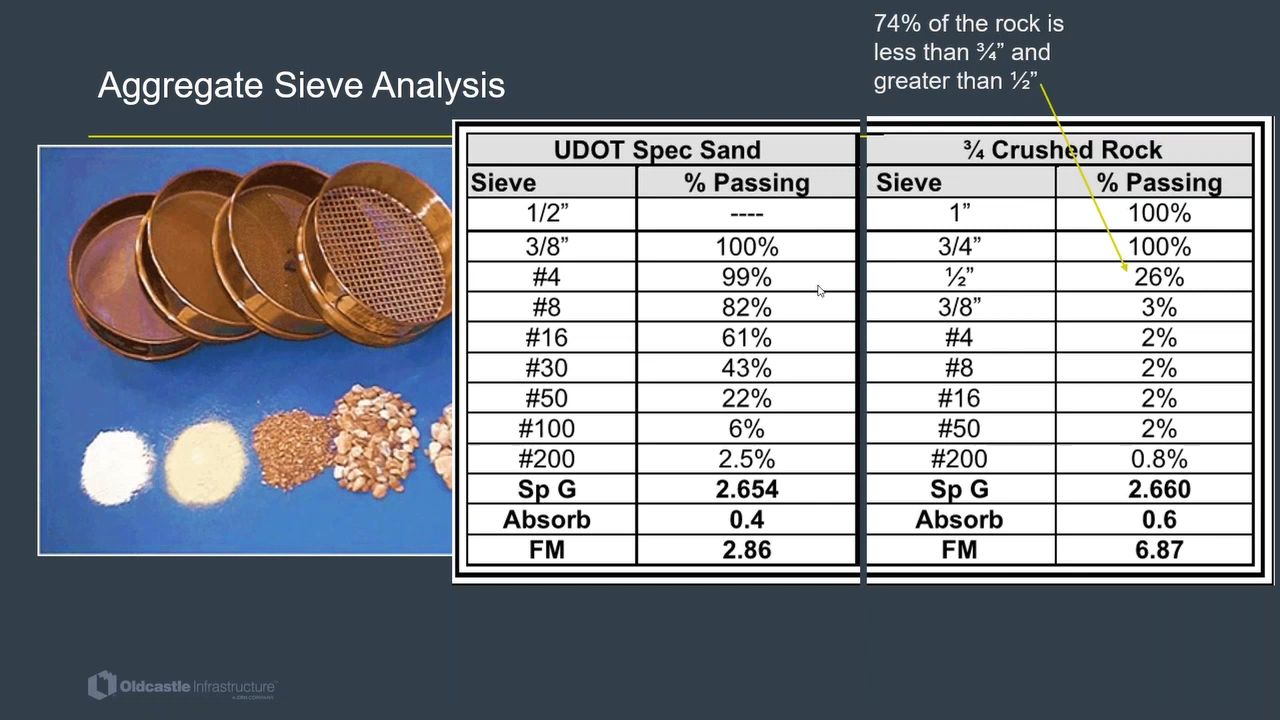 74% of the rock is
less than ¾” and
greater than ½”
Aggregate Sieve Analysis
UDOT Spec Sand
Sieve % Passing
1/2” ----
3/8” 100%
#4 99%
#8 82%
#16 61%
#30 43%
#50 22%
#100 6%
#200 2.5%
Sp G 2.654
Absorb 0.4
FM 2.86
¾ Crushed Rock
Sieve % Passing
1” 100%
3/4” 100%
½” 26%
3/8” 3%
#4 2%
#8 2%
#16 2%
#50 2%
#200 0.8%
Sp G 2.660
Absorb 0.6
FM 6.87
Oldcastle Infrastructure
A CRH COMPANY